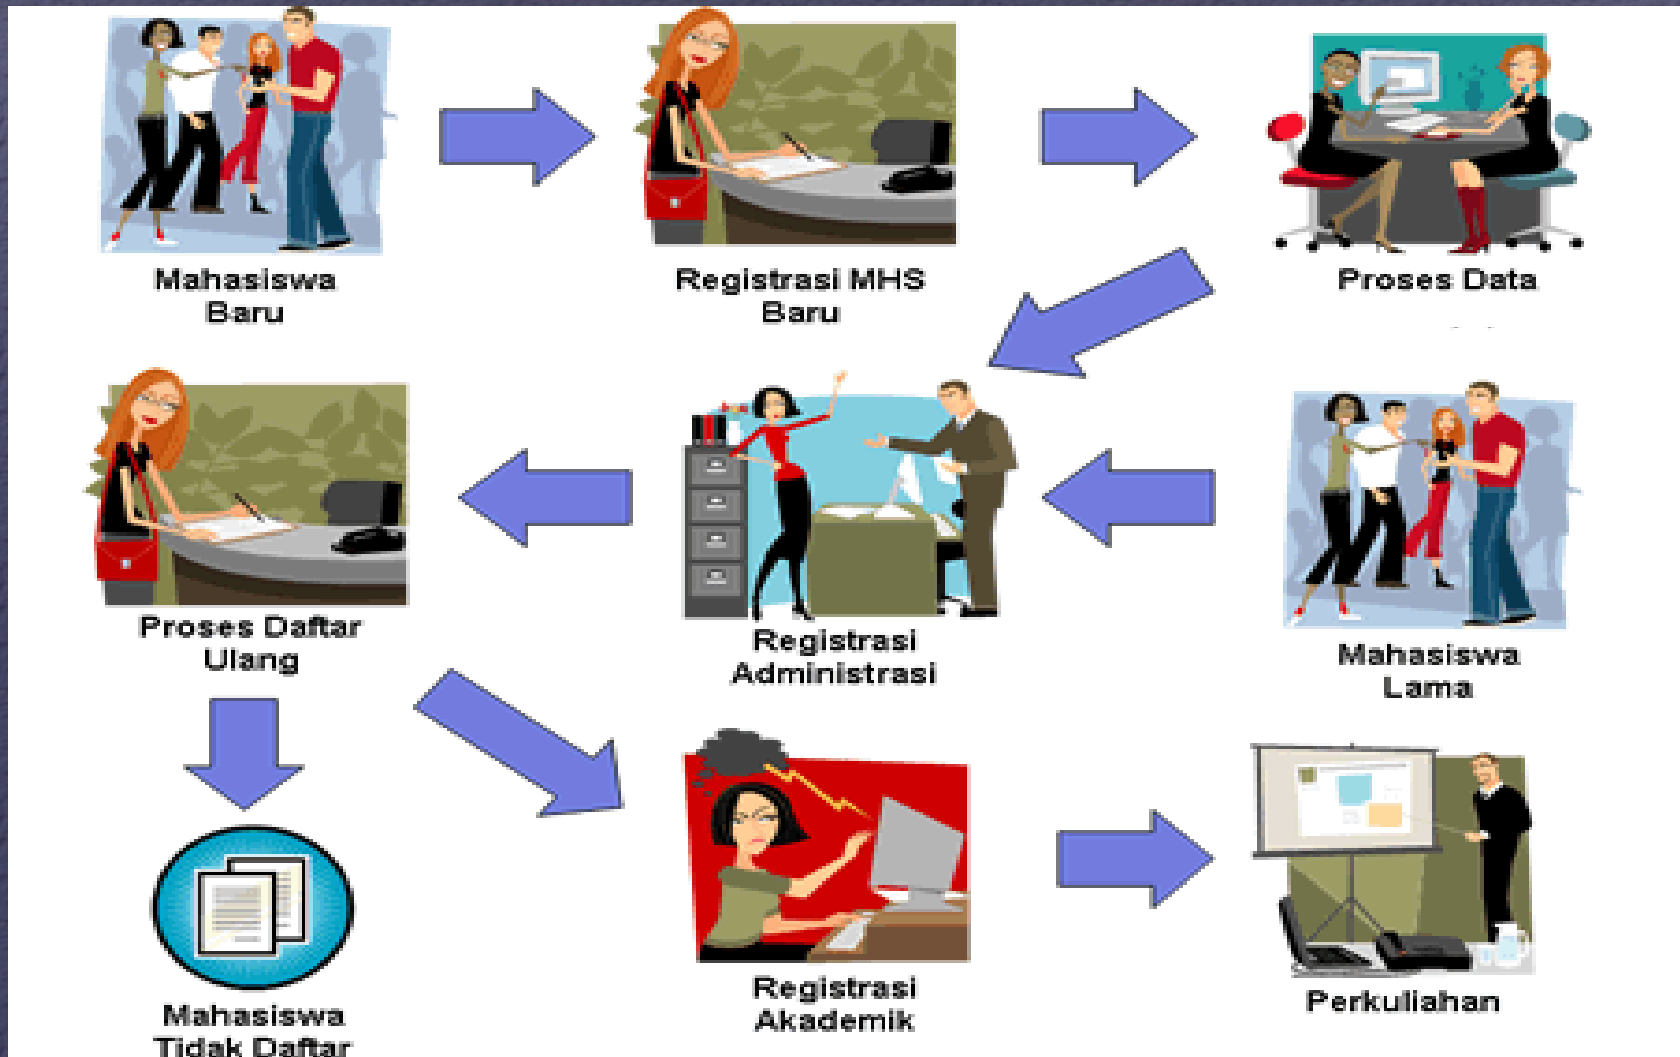 Mahasiswa
Baru
Registrasi MHS
Baru
Proses Data
Proses Daftar
Ulang
Registrasi
Administrasi
Mahasiswa
Lama
Mahasiswa
Tidak Daftar
Registrasi
Akademik
Perkuliahan